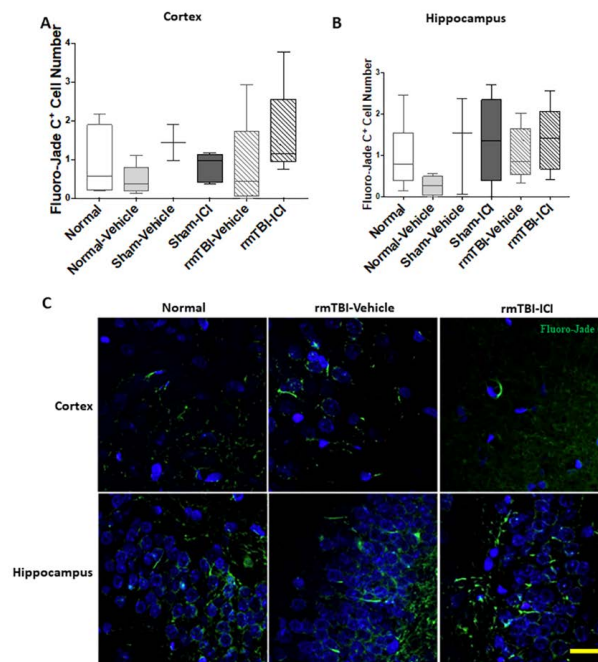 A
Cortex
Fluoro-Jade C⁺ Cell Number
4
3
2
1
0
Normal
Normal-Vehicle
Sham-Vehicle
Sham-ICI
rmTBI-Vehicle
rmTBI-ICI
B
Hippocampus
Fluoro-Jade C⁺ Cell Number
3
2
1
0
Normal
Normal-Vehicle
Sham-Vehicle
Sham-ICI
rmTBI-Vehicle
rmTBI-ICI
C
Normal rmTBI-Vehicle rmTBI-ICI
Fluoro-Jade
Cortex
Hippocampus